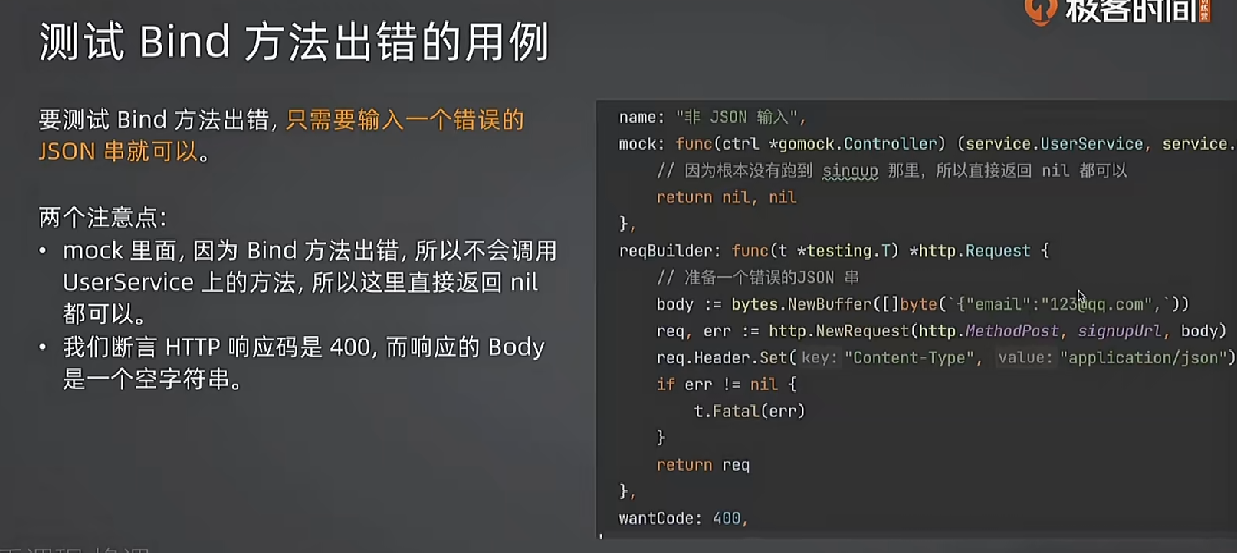 极客时间
测试 Bind 方法出错的用例
要测试 Bind 方法出错, 只需要输入一个错误的
JSON 串就可以。
两个注意点:
• mock 里面, 因为 Bind 方法出错, 所以不会调用
UserService 上的方法, 所以这里直接返回 nil
都可以。
• 我们断言 HTTP 响应码是 400, 而响应的 Body
是一个空字符串。
name: "非 JSON 输入",
mock: func(ctrl *gomock.Controller) (service.UserService, service.
// 因为根本没有跑到 singup 那里, 所以直接返回 nil 都可以
return nil, nil
},
reqBuilder: func(t *testing.T) *http.Request {
// 准备一个错误的JSON 串
body := bytes.NewBuffer([]byte(`{"email":"123@qq.com",`))
req, err := http.NewRequest(http.MethodPost, signupUrl, body)
req.Header.Set( key: "Content-Type", value: "application/json")
if err != nil {
t.Fatal(err)
}
return req
},
wantCode: 400,